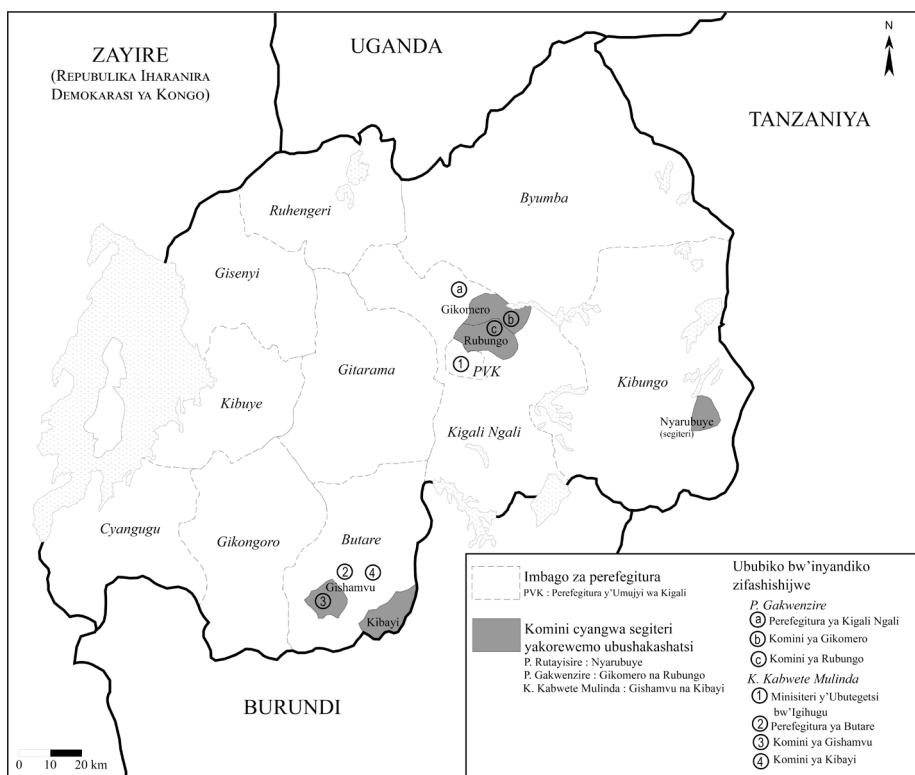 ZAYIRE
(REPUBULIKA IHARANIRA
DEMOKARASI YA KONGO)
UGANDA
N
TANZANIYA
Byumba
Ruhengeri
Gisenyi
a
Gikomero
b
c
Rubungo
1
PVK
Gitarama
Kibungo
Kibuye
Nyarubuye
(segiteri)
Kigali Ngali
Cyangugu
Gikongoro
Butare
2
4
Gishamvu
3
Kibayi
BURUNDI
0 10 20 km
Imbago za perefegitura
PVK : Perefegitura y'Umujyi wa Kigali
Komini cyangwa segiteri
yakorewemo ubushakashatsi
P. Rutayisire : Nyarubuye
P. Gakwenzire : Gikomero na Rubungo
K. Kabwete Mulinda : Gishamvu na Kibayi
Ububiko bw'inyandiko
zifashishijwe
P. Gakwenzire
a Perefegitura ya Kigali Ngali
b Komini ya Gikomero
c Komini ya Rubungo
K. Kabwete Mulinda
1 Minisiteri y'Ubutegetsi
bw'Igihugu
2 Perefegitura ya Butare
3 Komini ya Gishamvu
4 Komini ya Kibayi